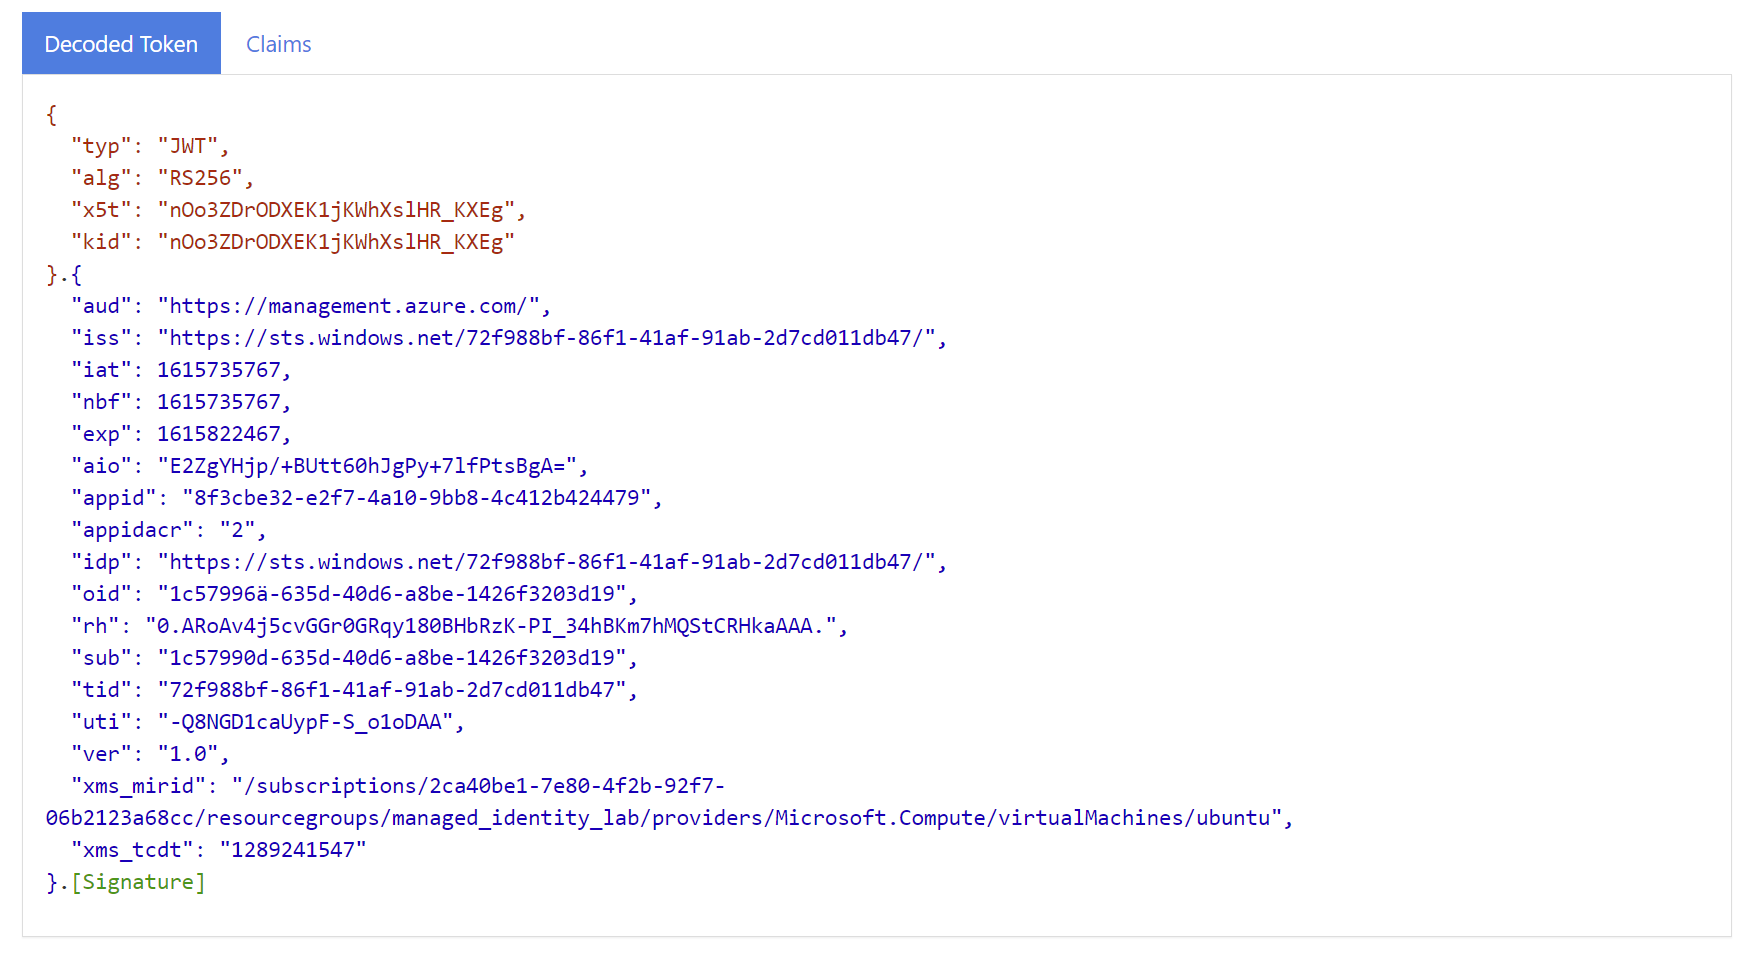 Decoded Token
Claims
{
"typ": "JWT",
"alg": "RS256",
"x5t": "nOo3ZDrODXEK1jKWhXslHR_KXEg",
"kid": "nOo3ZDrODXEK1jKWhXslHR_KXEg"
}.{
"aud": "https://management.azure.com/",
"iss": "https://sts.windows.net/72f988bf-86f1-41af-91ab-2d7cd011db47/",
"iat": 1615735767,
"nbf": 1615735767,
"exp": 1615822467,
"aio": "E2ZgYHjp/+BUtt60hJgPy+7lfPtsBgA=",
"appid": "8f3cbe32-e2f7-4a10-9bb8-4c412b424479",
"appidacr": "2",
"idp": "https://sts.windows.net/72f988bf-86f1-41af-91ab-2d7cd011db47/",
"oid": "1c57996ä-635d-40d6-a8be-1426f3203d19",
"rh": "0.ARoAv4j5cvGGr0GRqy180BHbRzK-PI_34hBKm7hMQStCRHkaAAA.",
"sub": "1c57990d-635d-40d6-a8be-1426f3203d19",
"tid": "72f988bf-86f1-41af-91ab-2d7cd011db47",
"uti": "-Q8NGD1caUypF-S_o1oDAA",
"ver": "1.0",
"xms_mirid": "/subscriptions/2ca40be1-7e80-4f2b-92f7-
06b2123a68cc/resourcegroups/managed_identity_lab/providers/Microsoft.Compute/virtualMachines/ubuntu",
"xms_tcdt": "1289241547"
}.[Signature]